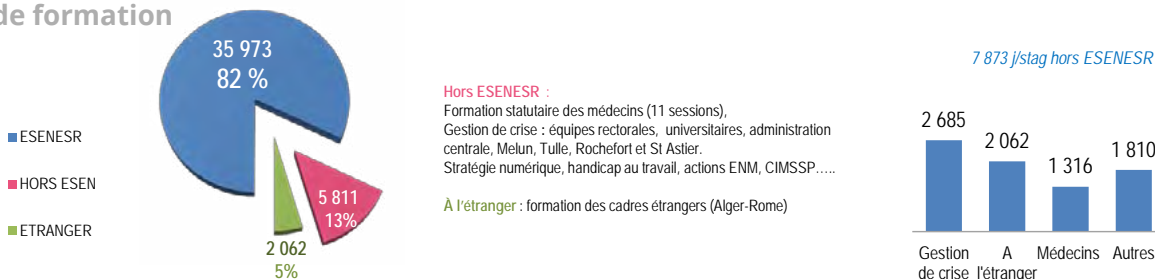 de formation
35 973
82 %
5 811
13%
2 062
5%
ESENESR
HORS ESEN
ETRANGER
Hors ESENESR :
Formation statutaire des médecins (11 sessions),
Gestion de crise : équipes rectorales, universitaires, administration
centrale, Melun, Tulle, Rochefort et St Astier.
Stratégie numérique, handicap au travail, actions ENM, CIMSSP…..
À l'étranger : formation des cadres étrangers (Alger-Rome)
7 873 j/stag hors ESENESR
2 685
2 062
1 316
1 810
Gestion
de crise
A
l'étranger
Médecins
Autres